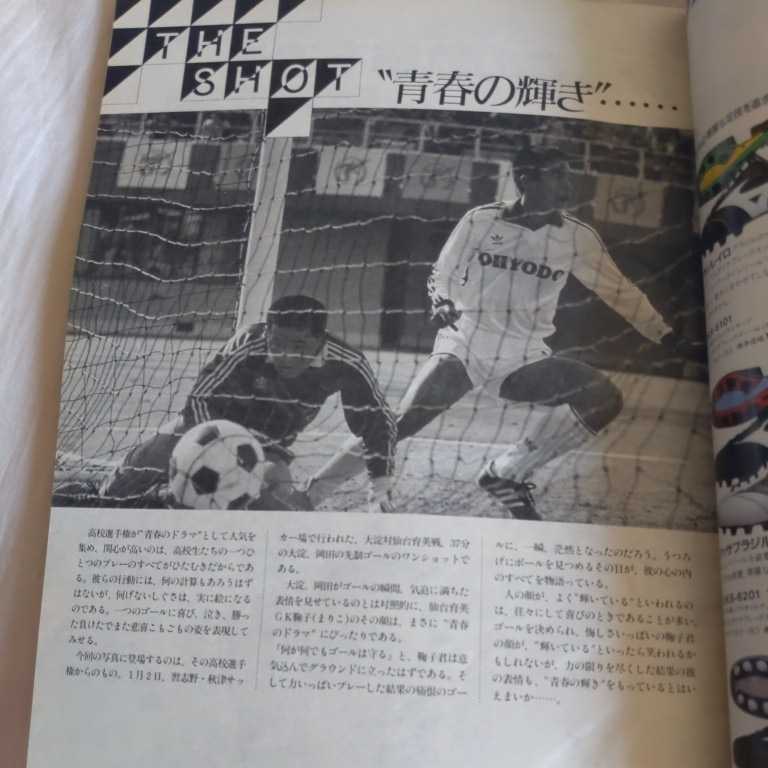 THE
SHOT
“青春の輝き”……
OHYODO
高校選手権が“青春のドラマ”として人気を
集め、関心が高いのは、高校生たちの一つひ
とつのプレーのすべてがひたむきだからであ
る。彼らの行動には、何の計算もあろうはず
はないが、何げないしぐさは、実に絵になる
のである。一つのゴールに喜び、泣き、勝っ
た負けたでまた悲喜こもごもの姿を表現して
みせる。
今回の写真に登場するのは、その高校選手
権からのもの。1月2日、習志野・秋津サッ
カー場で行われた、大淀対仙台育英戦、37分
の大淀、岡田の先制ゴールのワンショットで
ある。
大淀、岡田がゴールの瞬間、気迫に満ちた
表情を見せているのとは対照的に、仙台育英
GK鞠子(まりこ)のその顔は、まさに“青春
のドラマ”にぴったりである。
「何が何でもゴールは守る」と、鞠子君は意
気込んでグラウンドに立ったはずである。そ
して力いっぱいプレーした結果の痛恨のゴー
ルに、一瞬、茫然となったのだろう。うつろ
げにボールを見つめるその目が、彼の心の内
のすべてを物語っている。
人の顔が、よく“輝いている”といわれるの
は、往々にして喜びのときであることが多い。
ゴールを決められ、悔しさいっぱいの鞠子君
の顔が、“輝いている”といったら笑われるか
もしれないが、力の限りを尽くした結果の彼
の表情も、“青春の輝き”をもっているとはい
えまいか……。
6101
ーサブラジル
6201